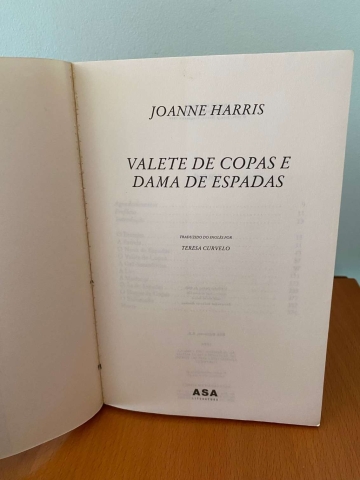 JOANNE HARRIS
VALETE DE COPAS E
DAMA DE ESPADAS
TRADUZIDO DO INGLÊS POR
TERESA CURVELO
ASA